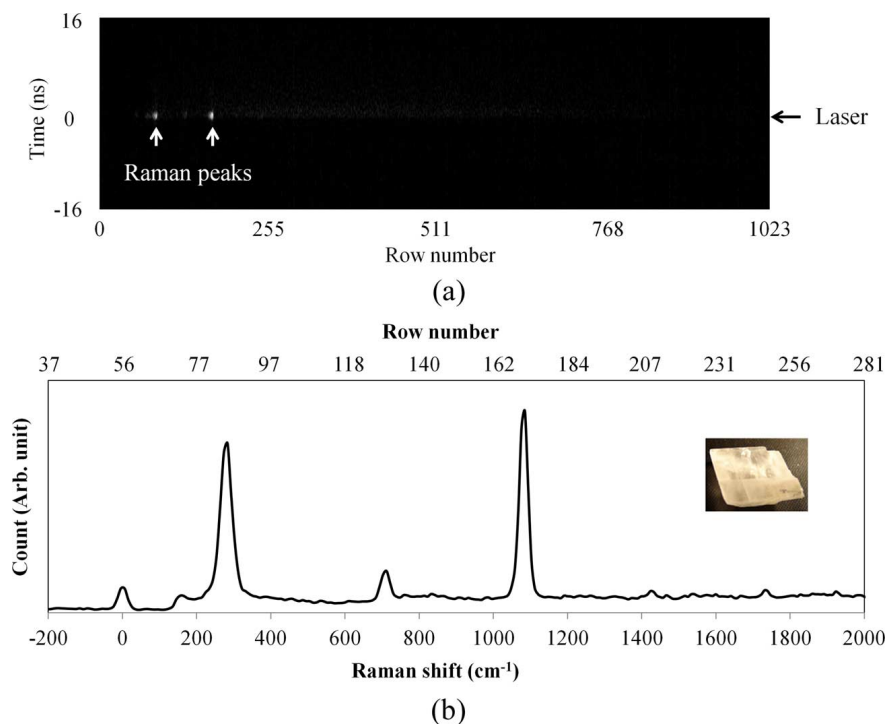 16
Time (ns)
0
-16
Laser
Raman peaks
0 255 511 768 1023
Row number
(a)
Row number
37 56 77 97 118 140 162 184 207 231 256 281
Count (Arb. unit)
-200 0 200 400 600 800 1000 1200 1400 1600 1800 2000
Raman shift (cm⁻¹)
(b)